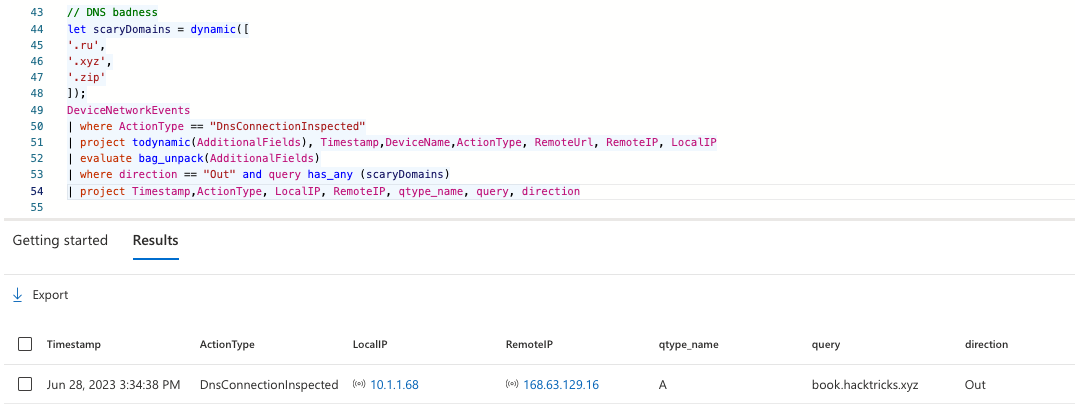 43 // DNS badness
44 let scaryDomains = dynamic([
45 '.ru',
46 '.xyz',
47 '.zip'
48 ]);
49 DeviceNetworkEvents
50 | where ActionType == "DnsConnectionInspected"
51 | project todynamic(AdditionalFields), Timestamp,DeviceName,ActionType, RemoteUrl, RemoteIP, LocalIP
52 | evaluate bag_unpack(AdditionalFields)
53 | where direction == "Out" and query has_any (scaryDomains)
54 | project Timestamp,ActionType, LocalIP, RemoteIP, qtype_name, query, direction
55
Getting started Results
Export
Timestamp ActionType LocalIP RemoteIP qtype_name query direction
Jun 28, 2023 3:34:38 PM DnsConnectionInspected 10.1.1.68 168.63.129.16 A book.hacktricks.xyz Out